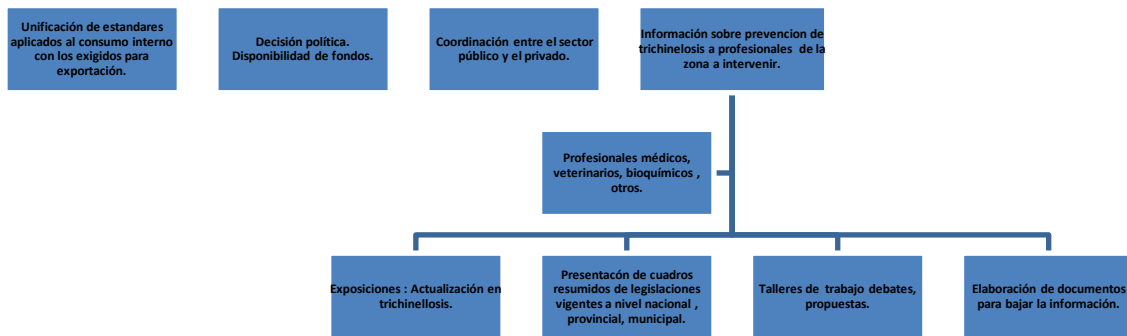 Unificación de estandares
aplicados al consumo interno
con los exigidos para
exportación.
Decisión política.
Disponibilidad de fondos.
Coordinación entre el sector
público y el privado.
Información sobre prevencion de
trichinelosis a profesionales de la
zona a intervenir.
Profesionales médicos,
veterinarios, bioquímicos ,
otros.
Exposiciones : Actualización en
trichinellosis.
Presentacón de cuadros
resumidos de legislaciones
vigentes a nivel nacional ,
provincial, municipal.
Talleres de trabajo debates,
propuestas.
Elaboración de documentos
para bajar la información.